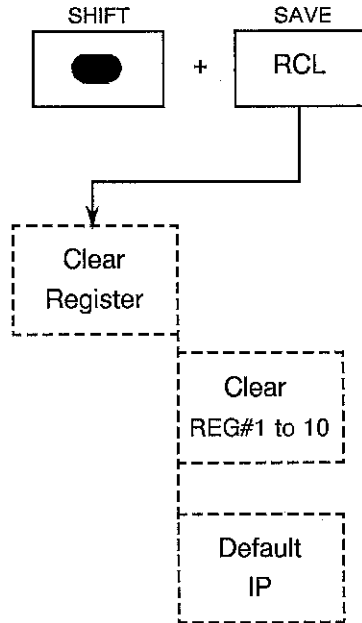 SHIFT SAVE
+ RCL
Clear
Register
Clear
REG#1 to 10
Default
IP